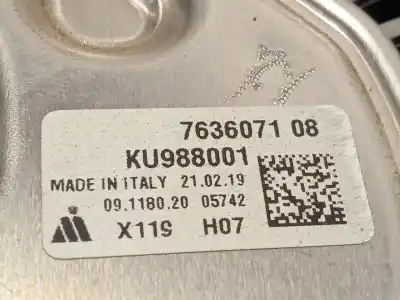 7636071 08
KU988001
MADE IN ITALY 21.02.19
09.1180.20 05742
X119 H07